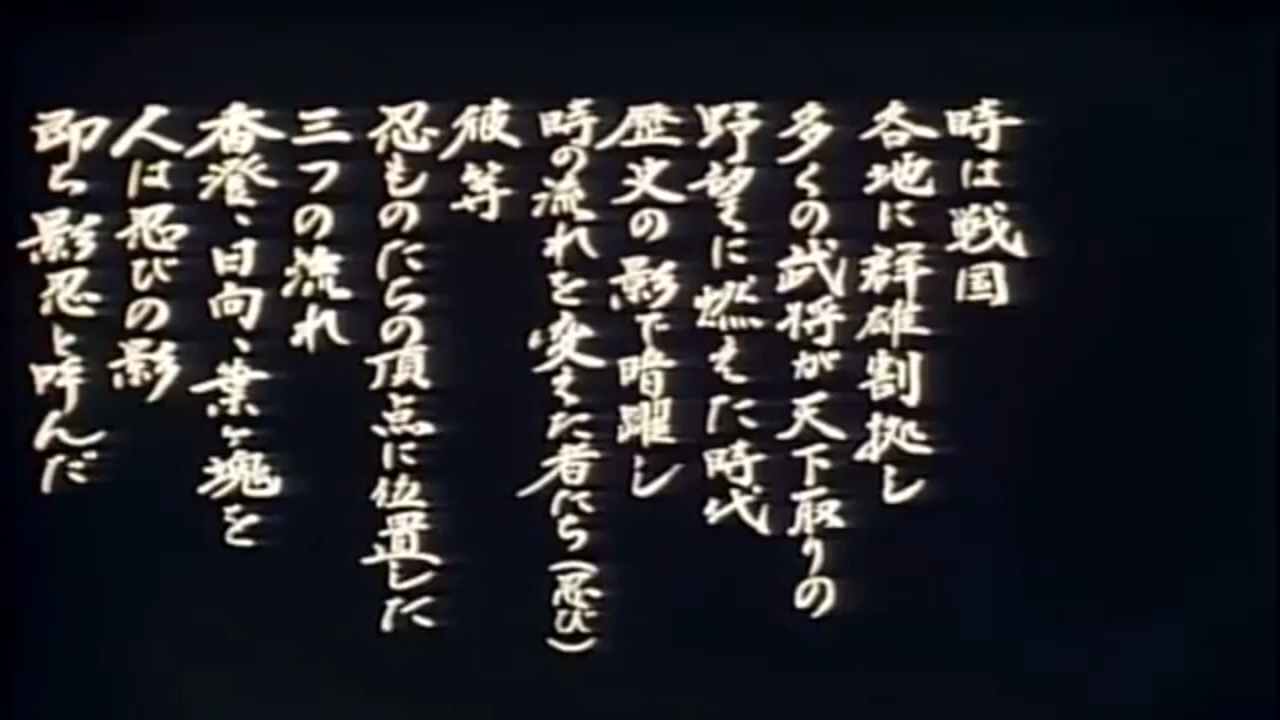 時は戦国
各地に群雄割拠し
多くの武将が天下取りの
野望に燃えた時代
歴史の影で暗躍し
時の流れを変えた者たち（忍び）
彼等
忍ものたちの頂点に位置した
三つの流れ
香澄、日向、葉ヶ塊を
人は忍びの影
即ち影忍と呼んだ